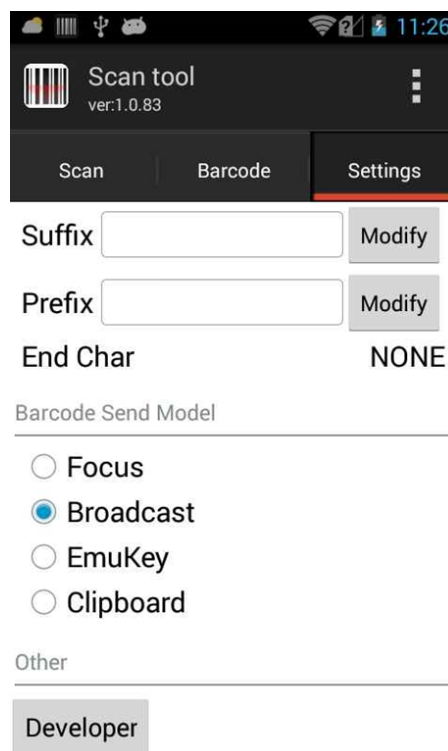 11:26
Scan tool
ver:1.0.83
Scan Barcode Settings
Suffix Modify
Prefix Modify
End Char NONE
Barcode Send Model
Focus
Broadcast
EmuKey
Clipboard
Other
Developer